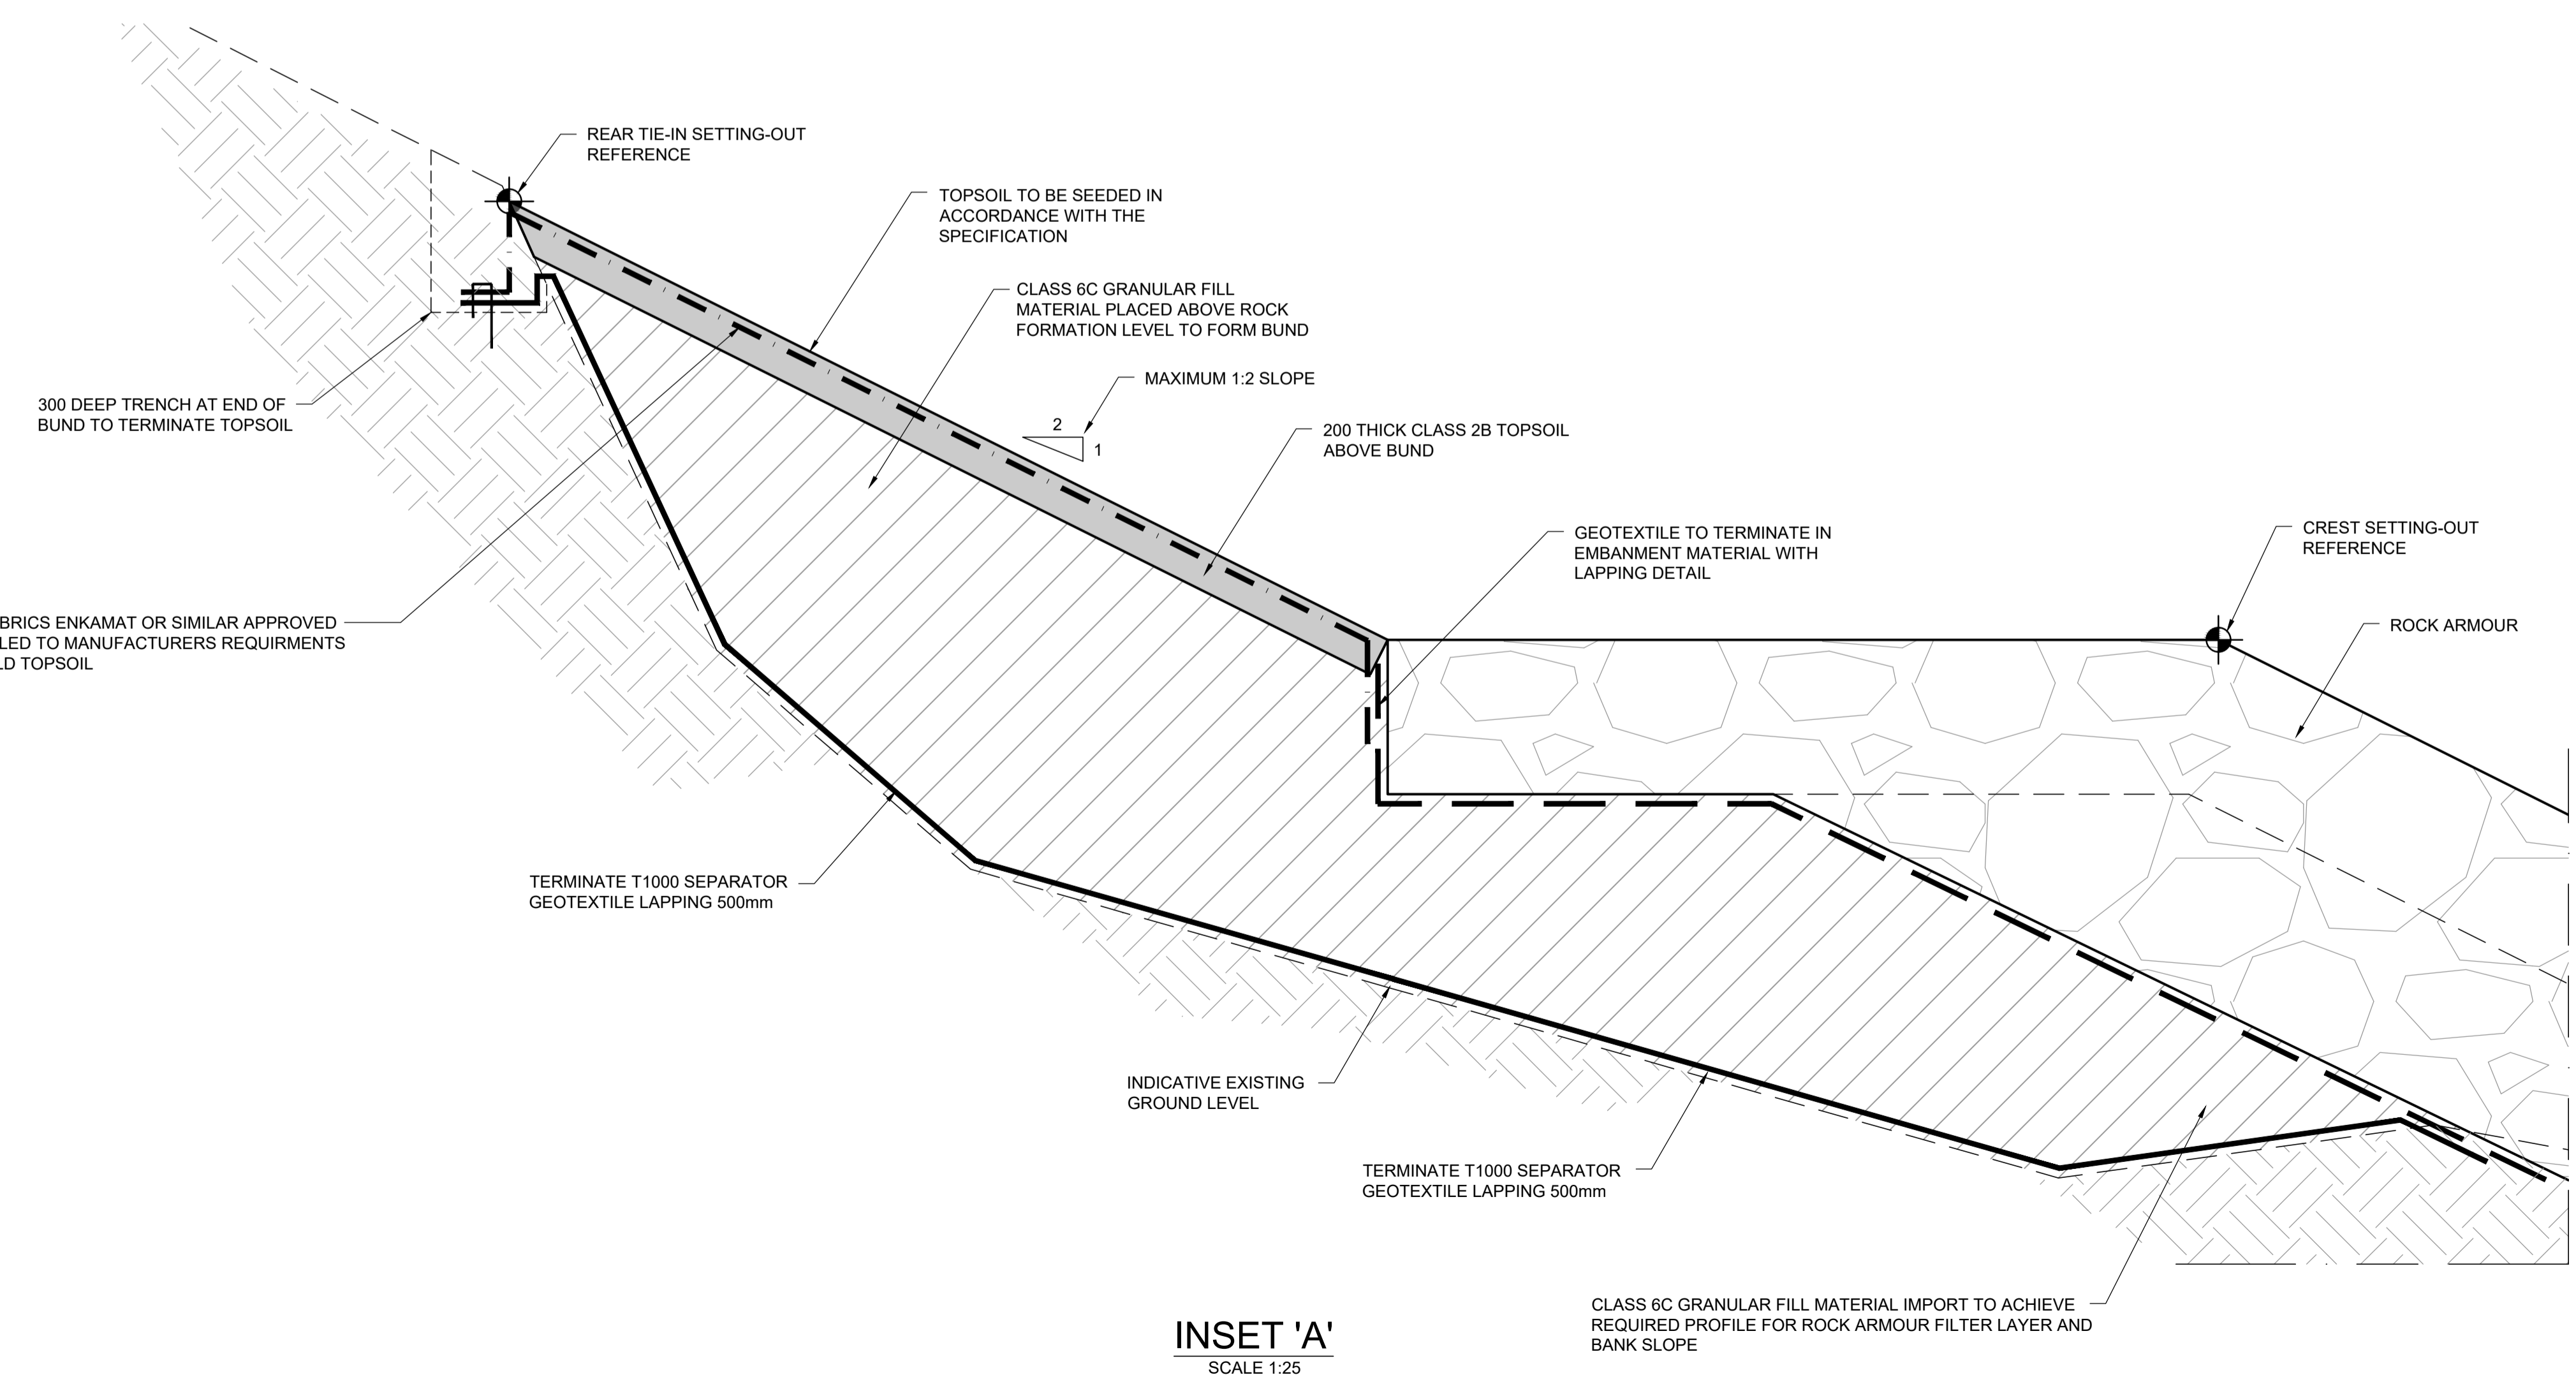 REAR TIE-IN SETTING-OUT
REFERENCE
TOPSOIL TO BE SEEDED IN
ACCORDANCE WITH THE
SPECIFICATION
CLASS 6C GRANULAR FILL
MATERIAL PLACED ABOVE ROCK
FORMATION LEVEL TO FORM BUND
MAXIMUM 1:2 SLOPE
2
1
300 DEEP TRENCH AT END OF
BUND TO TERMINATE TOPSOIL
200 THICK CLASS 2B TOPSOIL
ABOVE BUND
GEOTEXTILE TO TERMINATE IN
EMBANMENT MATERIAL WITH
LAPPING DETAIL
CREST SETTING-OUT
REFERENCE
ROCK ARMOUR
BRICS ENKAMAT OR SIMILAR APPROVED
LED TO MANUFACTURERS REQUIRMENTS
LD TOPSOIL
TERMINATE T1000 SEPARATOR
GEOTEXTILE LAPPING 500mm
INDICATIVE EXISTING
GROUND LEVEL
TERMINATE T1000 SEPARATOR
GEOTEXTILE LAPPING 500mm
CLASS 6C GRANULAR FILL MATERIAL IMPORT TO ACHIEVE
REQUIRED PROFILE FOR ROCK ARMOUR FILTER LAYER AND
BANK SLOPE
INSET 'A'
SCALE 1:25